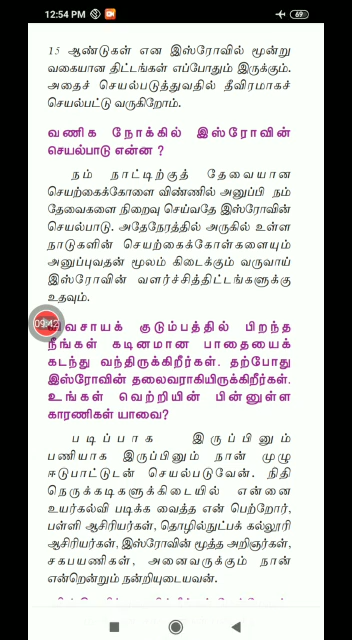 12:54 PM
69
15 ஆண்டுகள் என இஸ்ரோவில் மூன்று
வகையான திட்டங்கள் எப்போதும் இருக்கும்.
அதைச் செயல்படுத்துவதில் தீவிரமாகச்
செயல்பட்டு வருகிறோம்.
வணிக நோக்கில் இஸ்ரோவின்
செயல்பாடு என்ன ?
நம் நாட்டிற்குத் தேவையான
செயற்கைக்கோளை விண்ணில் அனுப்பி நம்
தேவைகளை நிறைவு செய்வதே இஸ்ரோவின்
செயல்பாடு. அதேநேரத்தில் அருகில் உள்ள
நாடுகளின் செயற்கைக்கோள்களையும்
அனுப்புவதன் மூலம் கிடைக்கும் வருவாய்
இஸ்ரோவின் வளர்ச்சித்திட்டங்களுக்கு
உதவும்.
09:42
குடும்பத்தில் பிறந்த
நீங்கள் கடினமான பாதையைக்
கடந்து வந்திருக்கிறீர்கள். தற்போது
இஸ்ரோவின் தலைவராகியிருக்கிறீர்கள்.
உங்கள் வெற்றியின் பின்னுள்ள
காரணிகள் யாவை?
படிப்பாக இருப்பினும்
பணியாக இருப்பினும் நான் முழு
ஈடுபாட்டுடன் செயல்படுவேன். நிதி
நெருக்கடிகளுக்கிடையில் என்னை
உயர்கல்வி படிக்க வைத்த என் பெற்றோர்,
பள்ளி ஆசிரியர்கள், தொழில்நுட்பக் கல்லூரி
ஆசிரியர்கள், இஸ்ரோவின் மூத்த அறிஞர்கள்,
சகபயணிகள், அனைவருக்கும் நான்
என்றென்றும் நன்றியுடையவன்.